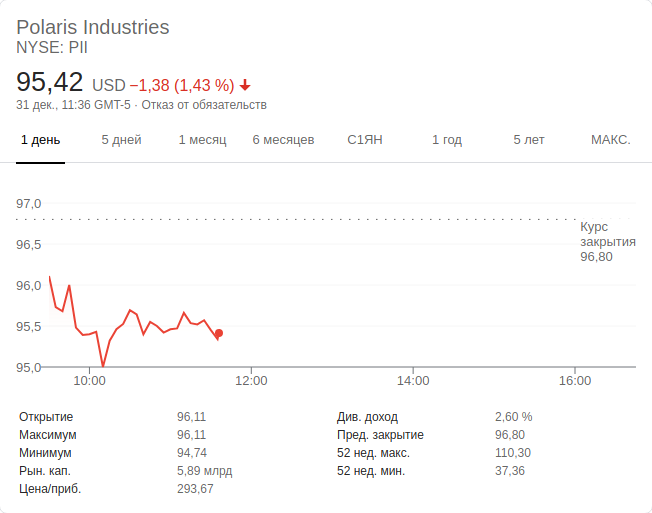 Polaris Industries
NYSE: PII
95,42 USD −1,38 (1,43 %)
31 дек., 11:36 GMT-5 · Отказ от обязательств
1 день 5 дней 1 месяц 6 месяцев С1ЯН 1 год 5 лет МАКС.
97,0
Курс закрытия 96,80
96,5
96,0
95,5
95,0
10:00 12:00 14:00 16:00
Открытие 96,11 Див. доход 2,60 %
Максимум 96,11 Пред. закрытие 96,80
Минимум 94,74 52 нед. макс. 110,30
Рын. кап. 5,89 млрд 52 нед. мин. 37,36
Цена/приб. 293,67